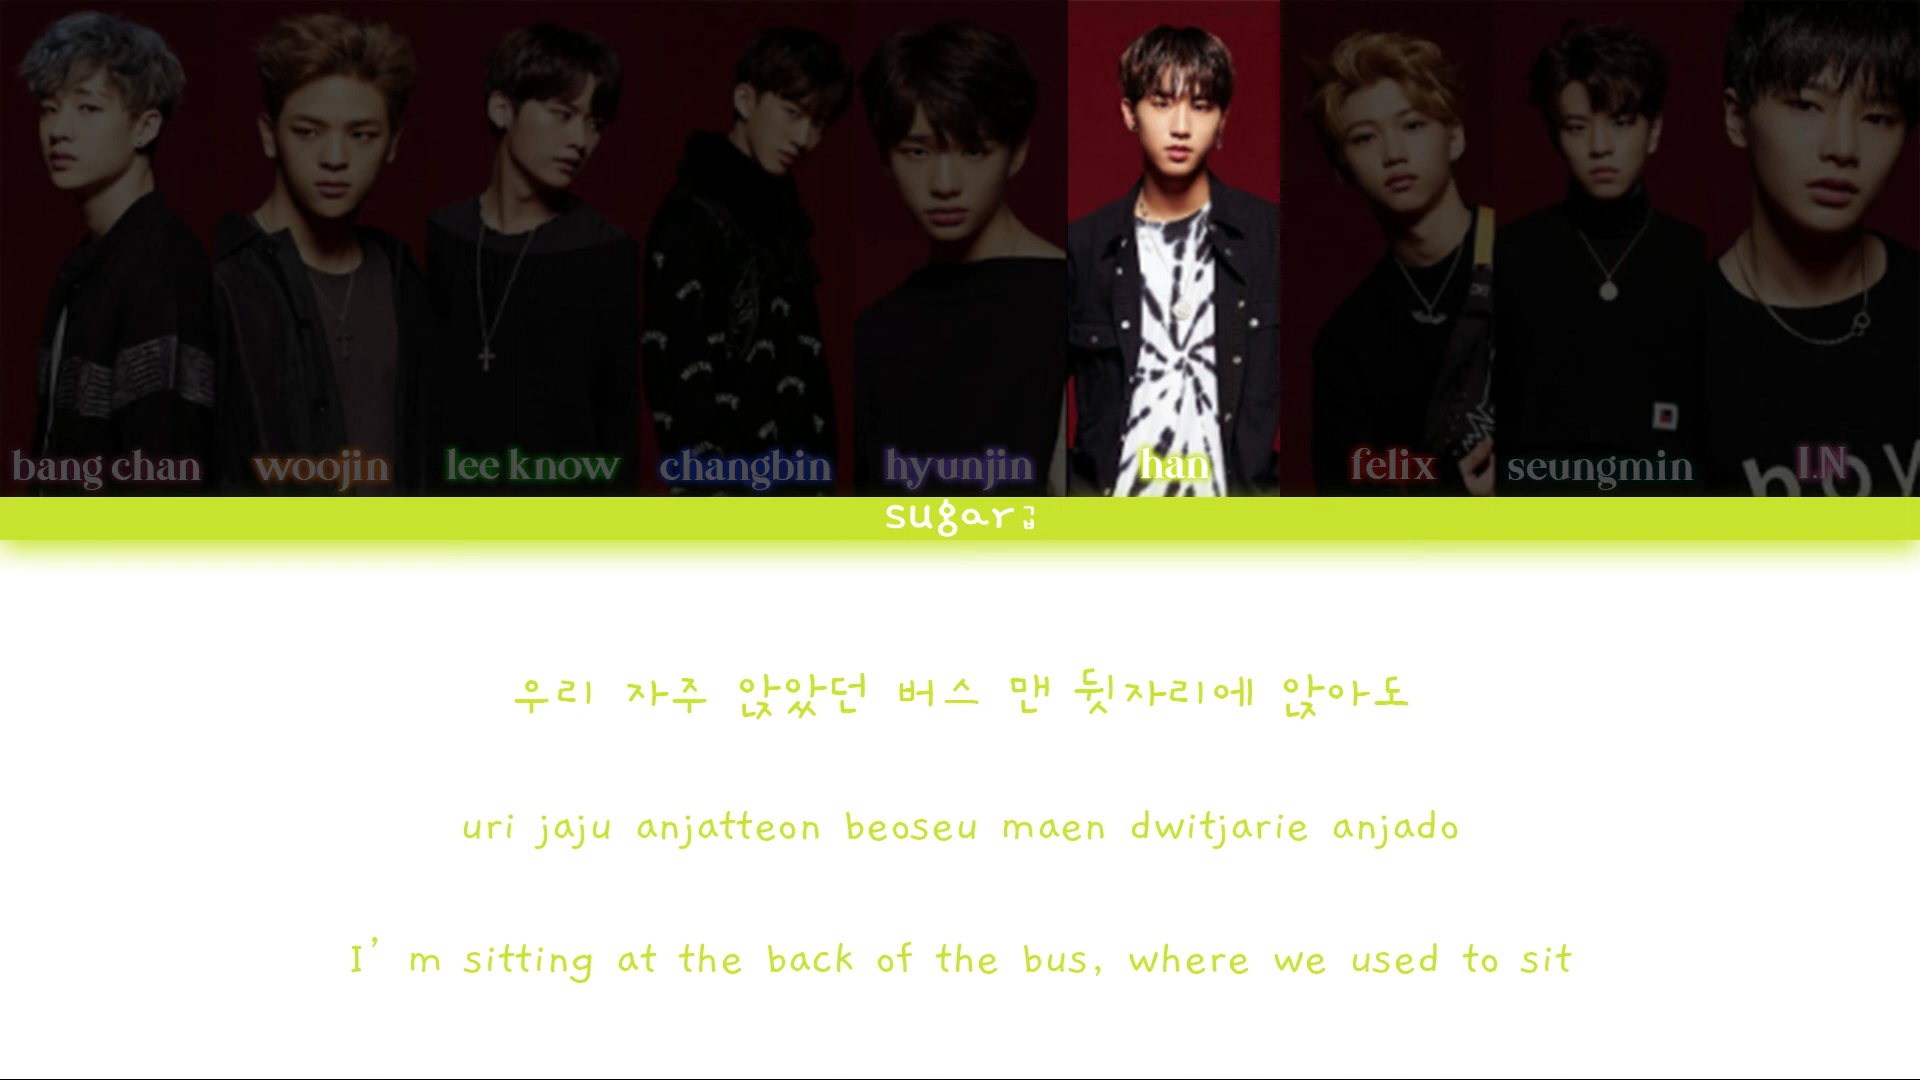 bang chan woojin lee know changbin hyunjin han felix seungmin I.N
sugar
우리 자주 앉았던 버스 맨 뒷자리에 앉아도
uri jaju anjatteon beoseu maen dwitjarie anjado
I'm sitting at the back of the bus, where we used to sit